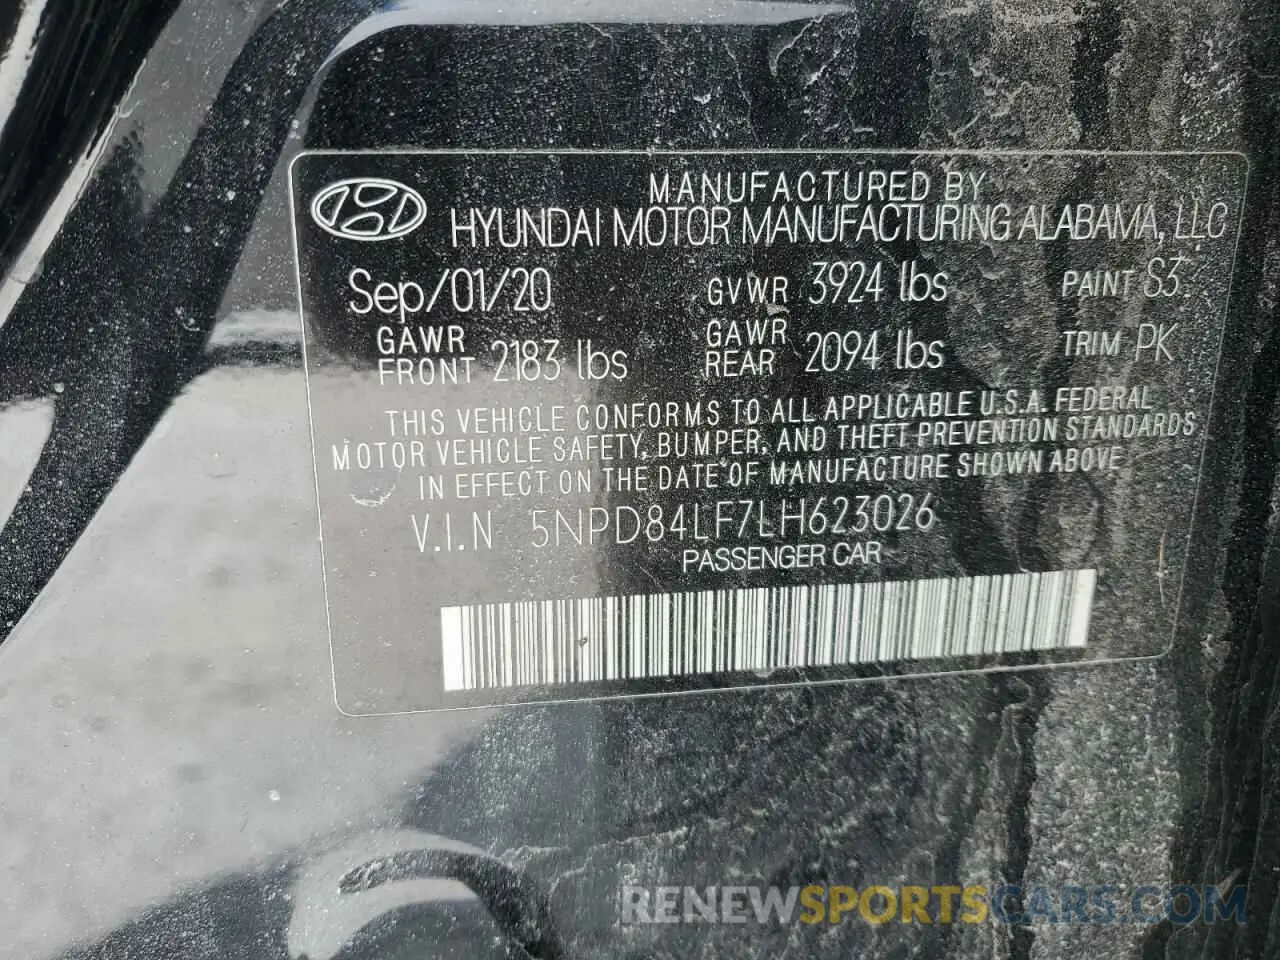 MANUFACTURED BY
HYUNDAI MOTOR MANUFACTURING ALABAMA, LLC
Sep/01/20 GVWR 3924 lbs PAINT S3
GAWR FRONT 2183 lbs GAWR REAR 2094 lbs TRIM PK
THIS VEHICLE CONFORMS TO ALL APPLICABLE U.S.A. FEDERAL
MOTOR VEHICLE SAFETY, BUMPER, AND THEFT PREVENTION STANDARDS
IN EFFECT ON THE DATE OF MANUFACTURE SHOWN ABOVE
V.I.N 5NPD84LF7LH623026
PASSENGER CAR
RENEWSPORTSCARS.COM